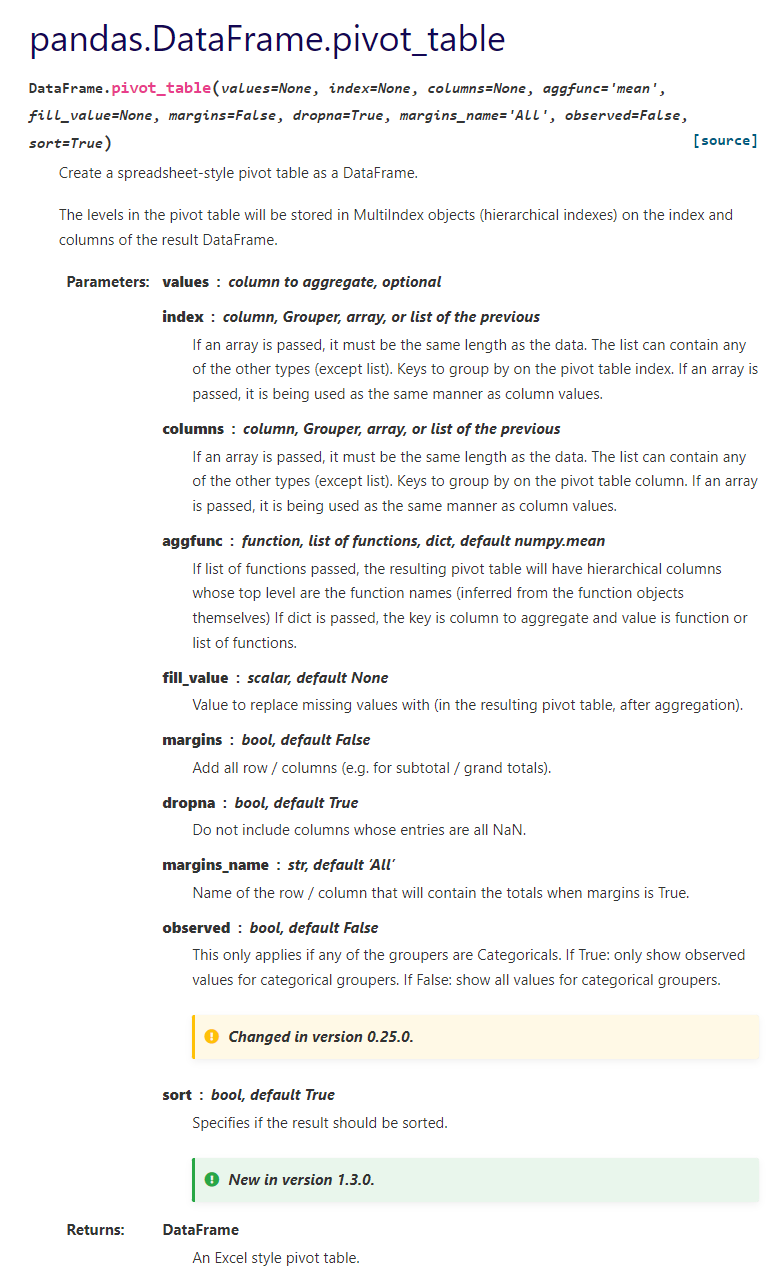 pandas.DataFrame.pivot_table
DataFrame.pivot_table(values=None, index=None, columns=None, aggfunc='mean',
fill_value=None, margins=False, dropna=True, margins_name='All', observed=False,
sort=True) [source]
Create a spreadsheet-style pivot table as a DataFrame.
The levels in the pivot table will be stored in MultiIndex objects (hierarchical indexes) on the index and
columns of the result DataFrame.
Parameters: values : column to aggregate, optional
index : column, Grouper, array, or list of the previous
If an array is passed, it must be the same length as the data. The list can contain any
of the other types (except list). Keys to group by on the pivot table index. If an array is
passed, it is being used as the same manner as column values.
columns : column, Grouper, array, or list of the previous
If an array is passed, it must be the same length as the data. The list can contain any
of the other types (except list). Keys to group by on the pivot table column. If an array
is passed, it is being used as the same manner as column values.
aggfunc : function, list of functions, dict, default numpy.mean
If list of functions passed, the resulting pivot table will have hierarchical columns
whose top level are the function names (inferred from the function objects
themselves) If dict is passed, the key is column to aggregate and value is function or
list of functions.
fill_value : scalar, default None
Value to replace missing values with (in the resulting pivot table, after aggregation).
margins : bool, default False
Add all row / columns (e.g. for subtotal / grand totals).
dropna : bool, default True
Do not include columns whose entries are all NaN.
margins_name : str, default ‘All’
Name of the row / column that will contain the totals when margins is True.
observed : bool, default False
This only applies if any of the groupers are Categoricals. If True: only show observed
values for categorical groupers. If False: show all values for categorical groupers.
Changed in version 0.25.0.
sort : bool, default True
Specifies if the result should be sorted.
New in version 1.3.0.
Returns: DataFrame
An Excel style pivot table.